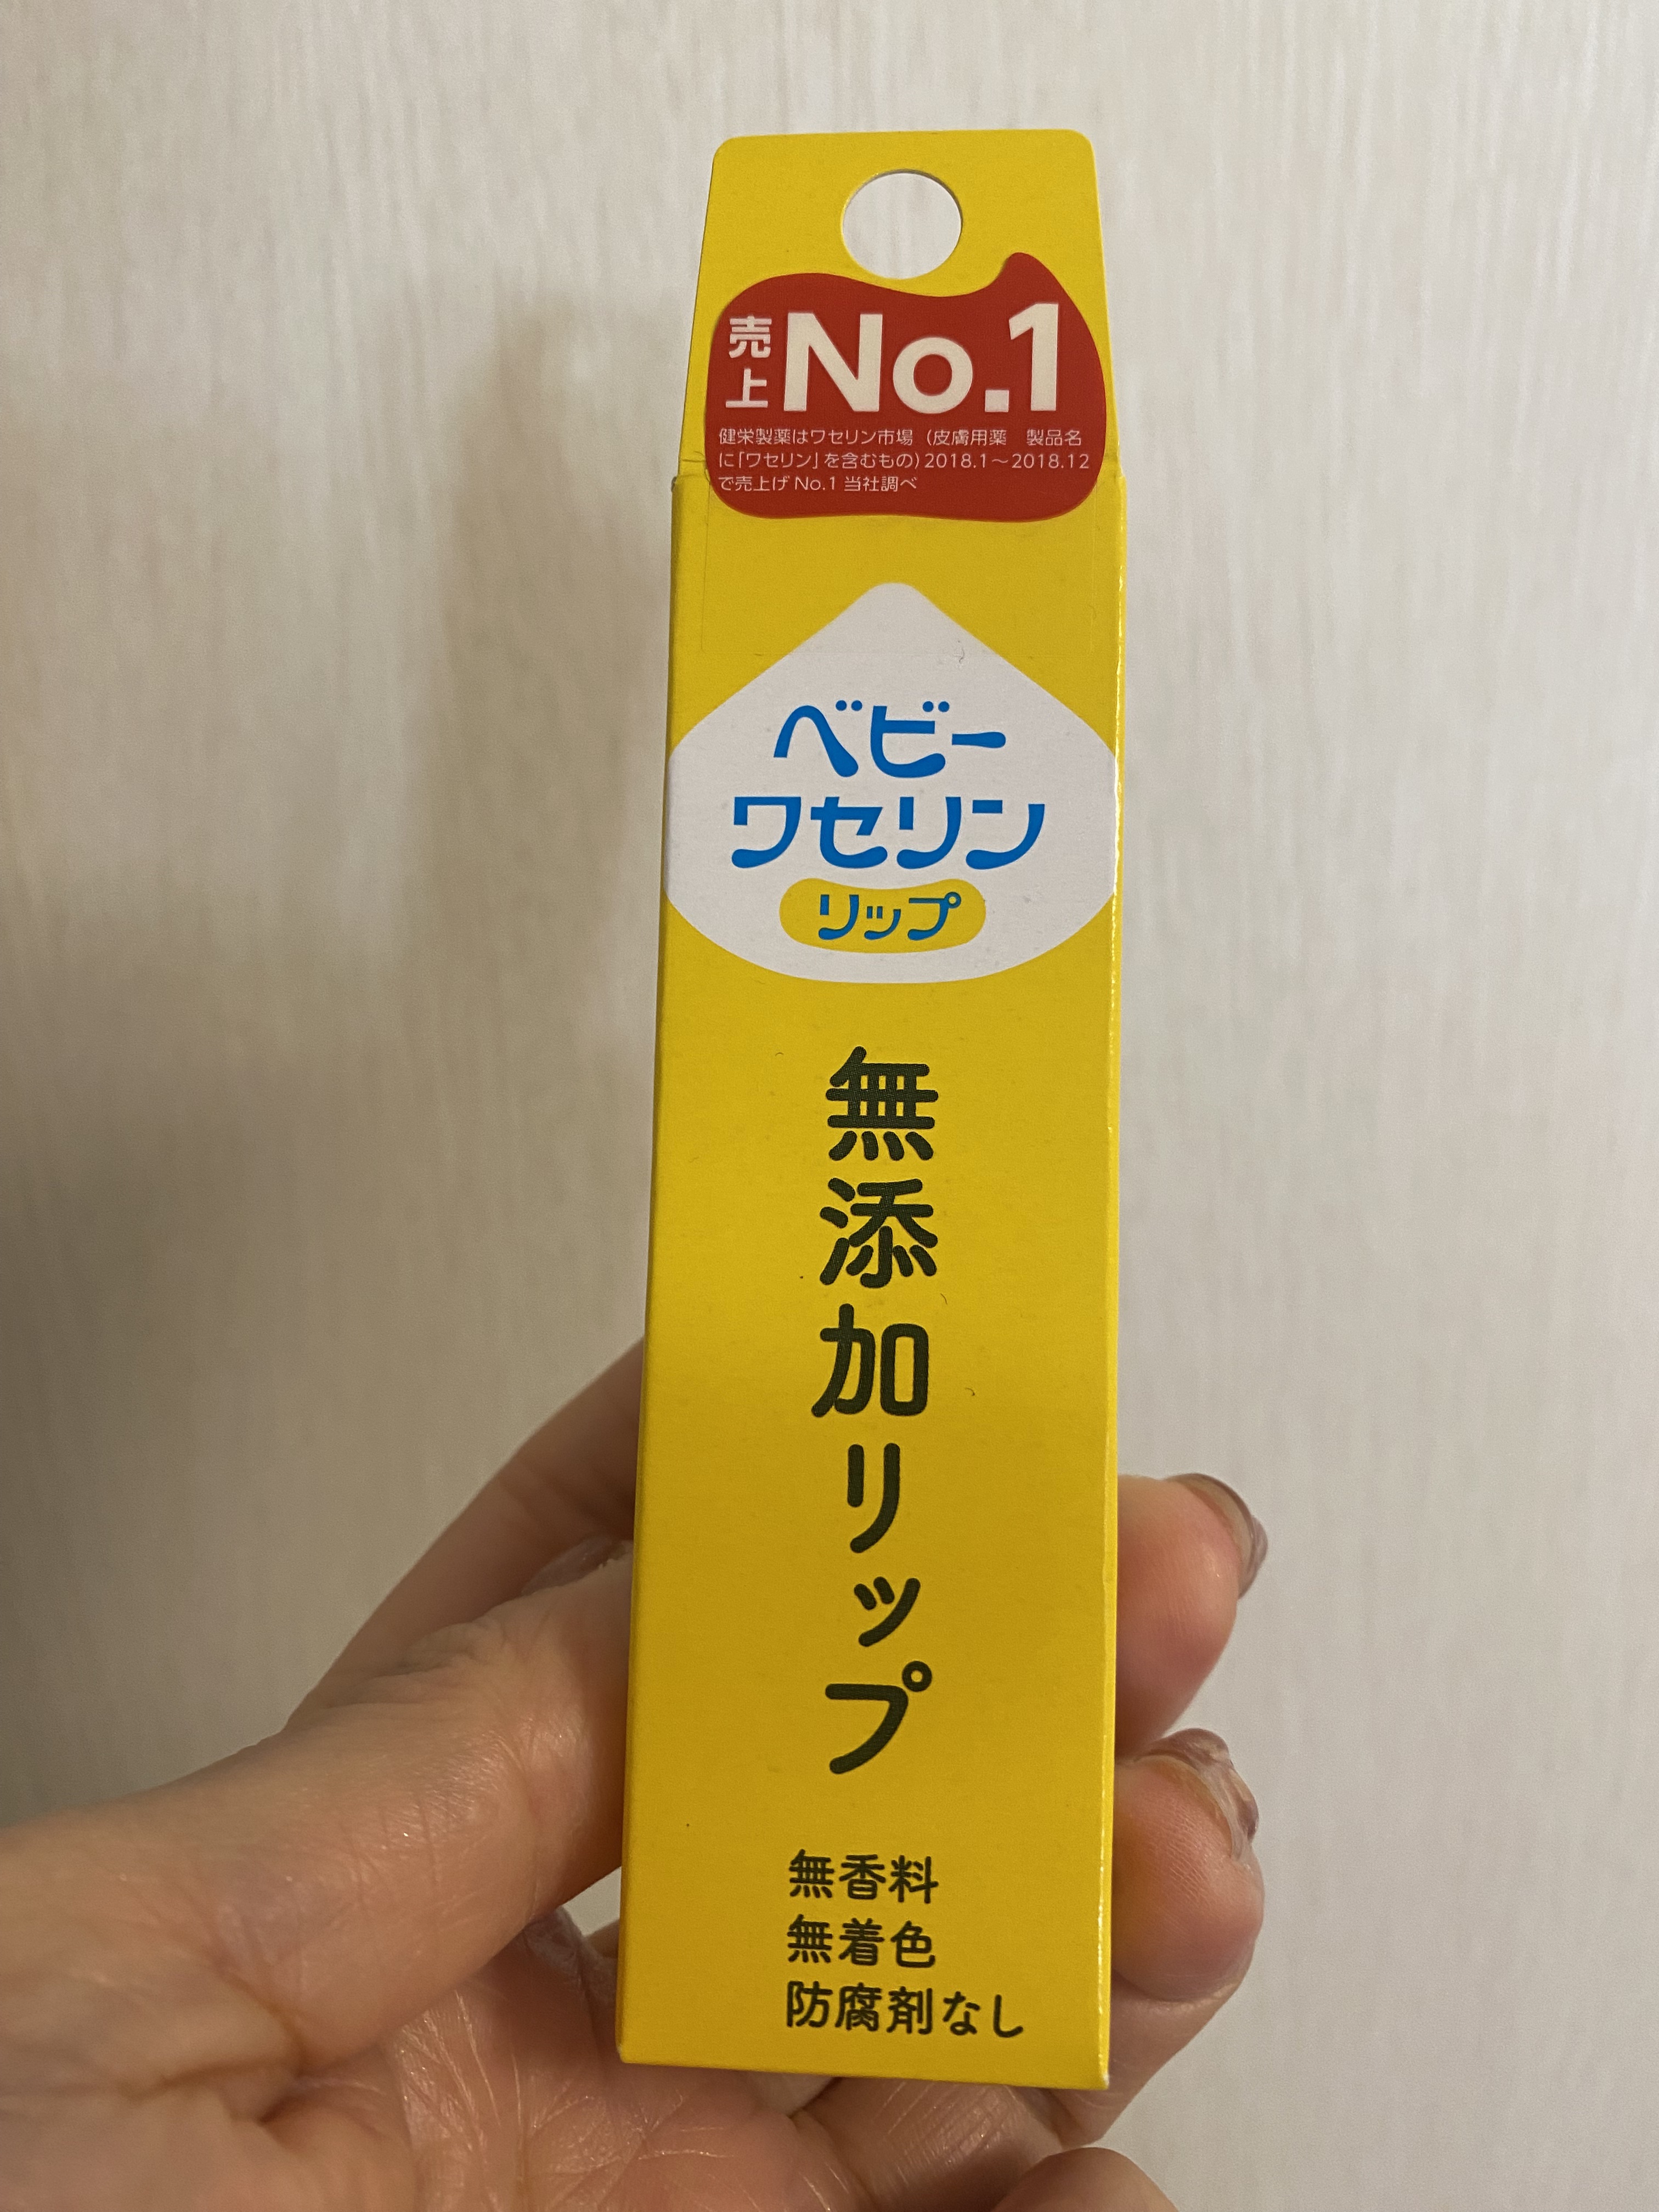 売上 No.1
健栄製薬はワセリン市場（皮膚用薬　製品名
に「ワセリン」を含むもの）2018.1～2018.12
で売上げ No.1 当社調べ
ベビー
ワセリン
リップ
無添加リップ
無香料
無着色
防腐剤なし